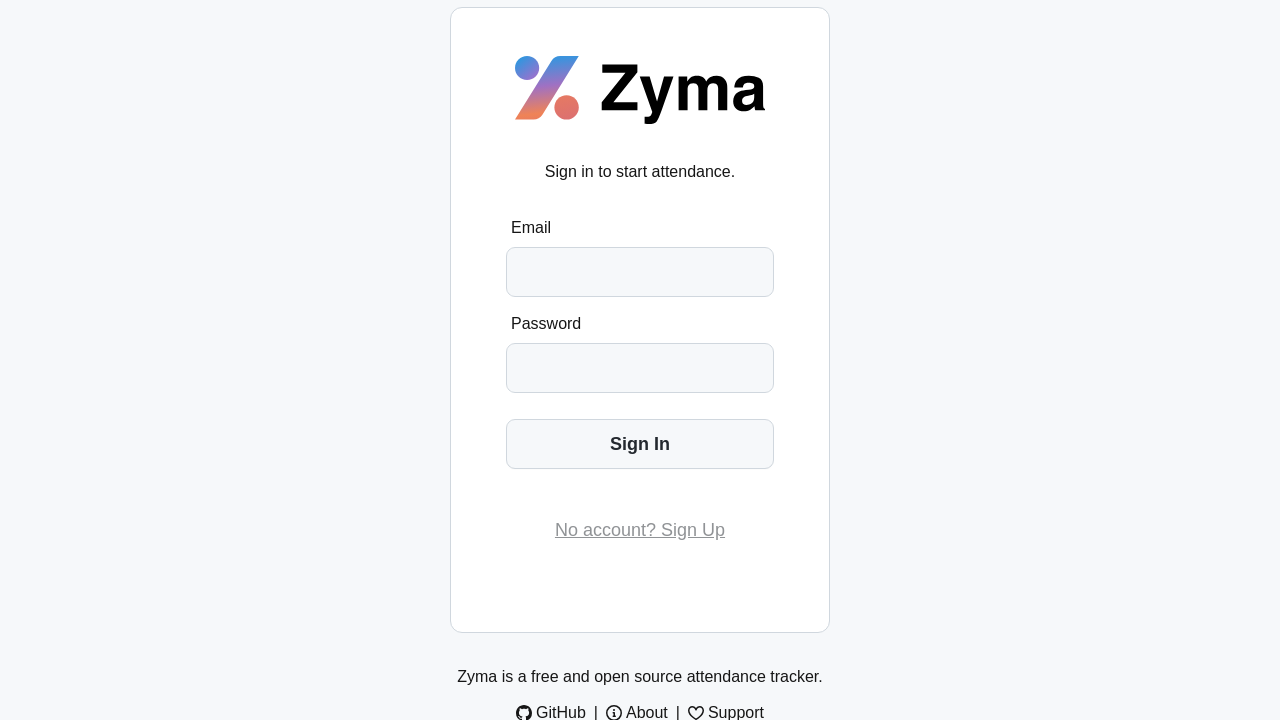 Zyma
Sign in to start attendance.
Email
Password
Sign In
No account? Sign Up
Zyma is a free and open source attendance tracker.
GitHub | About | Support